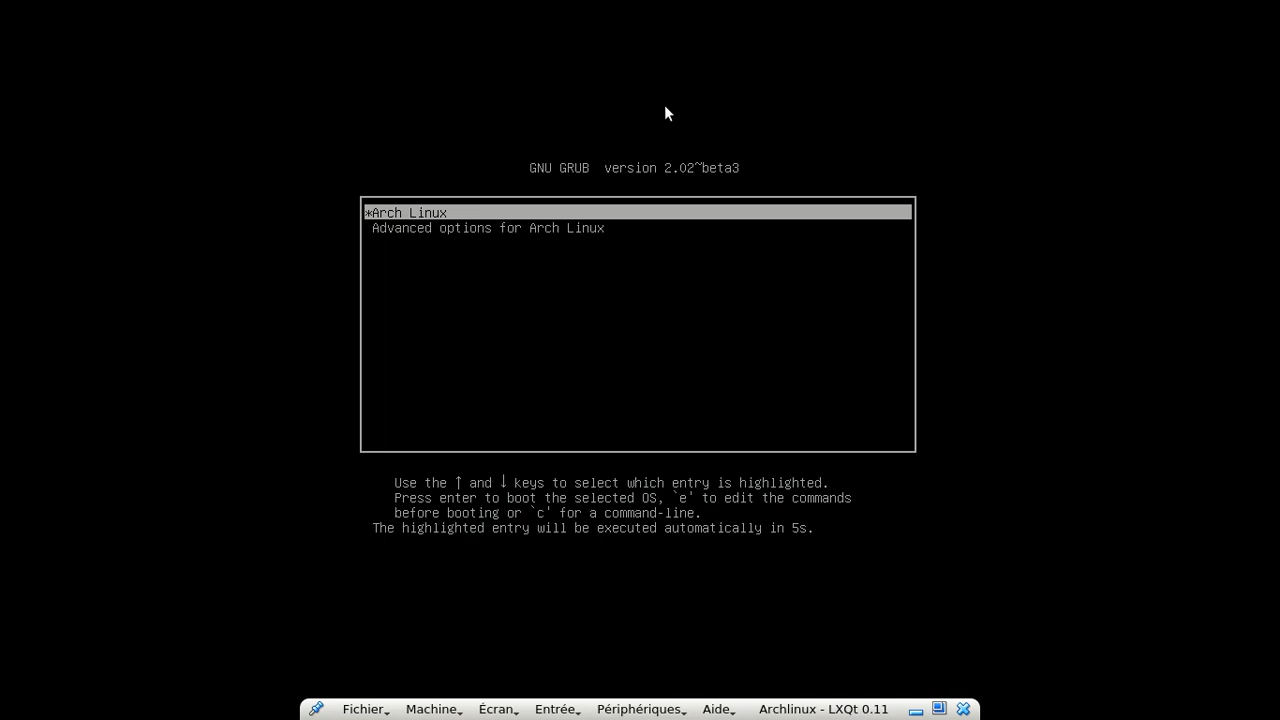 GNU GRUB  version 2.02~beta3
*Arch Linux
Advanced options for Arch Linux
Use the ↑ and ↓ keys to select which entry is highlighted.
Press enter to boot the selected OS, `e' to edit the commands
before booting or `c' for a command-line.
The highlighted entry will be executed automatically in 5s.
Fichier Machine Écran Entrée Périphériques Aide Archlinux - LXQt 0.11